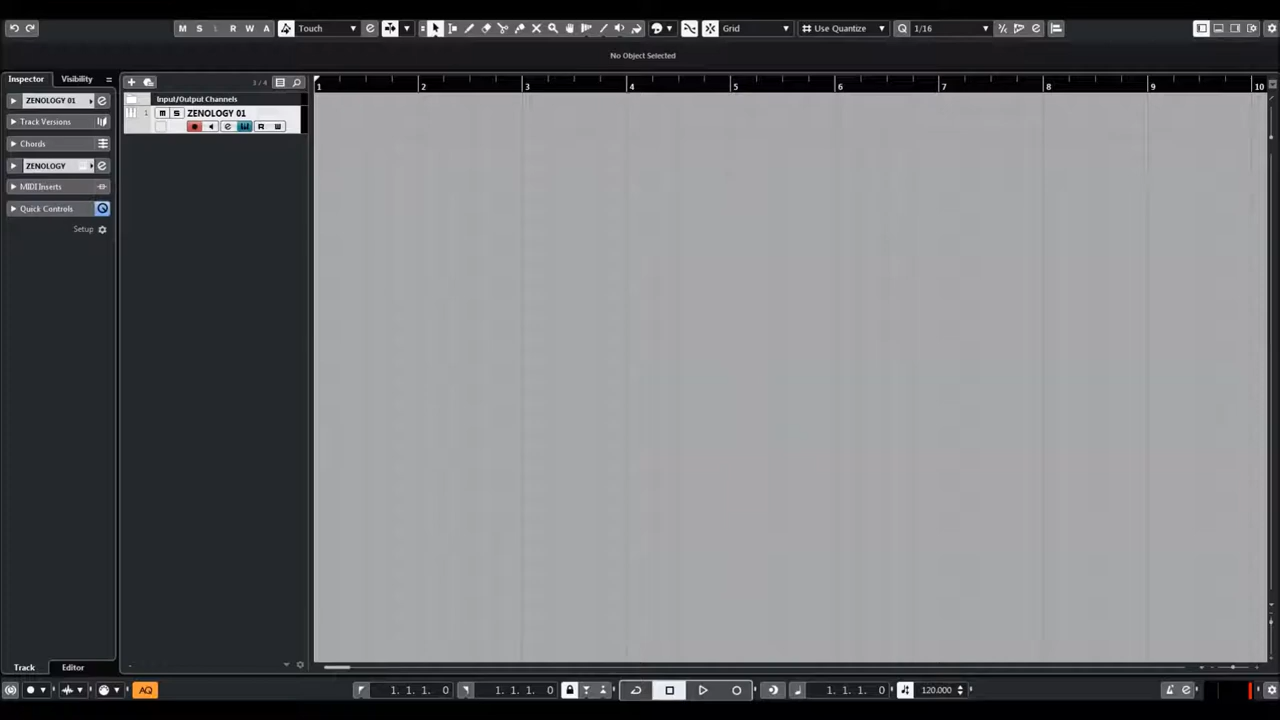 M S L R W A Touch Grid Use Quantize 1/16
No Object Selected
Inspector Visibility
3 / 4
1 2 3 4 5 6 7 8 9 10
ZENOLOGY 01
Input/Output Channels
1 m S ZENOLOGY 01
R W
Track Versions
Chords
ZENOLOGY
MIDI Inserts
Quick Controls
Setup
Track Editor
AQ 1. 1. 1. 0 1. 1. 1. 0 1. 1. 1. 0 120.000